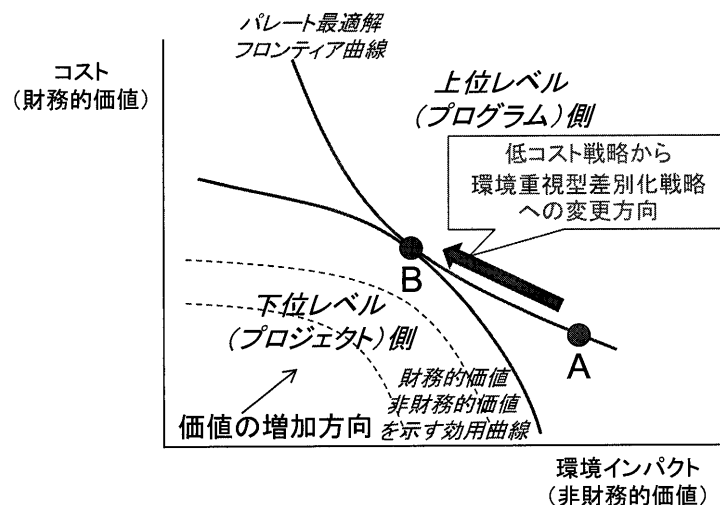 パレート最適解
フロンティア曲線
コスト
(財務的価値)
上位レベル
(プログラム)側
低コスト戦略から
環境重視型差別化戦略
への変更方向
B
A
下位レベル
(プロジェクト)側
財務的価値
非財務的価値
を示す効用曲線
価値の増加方向
環境インパクト
(非財務的価値)